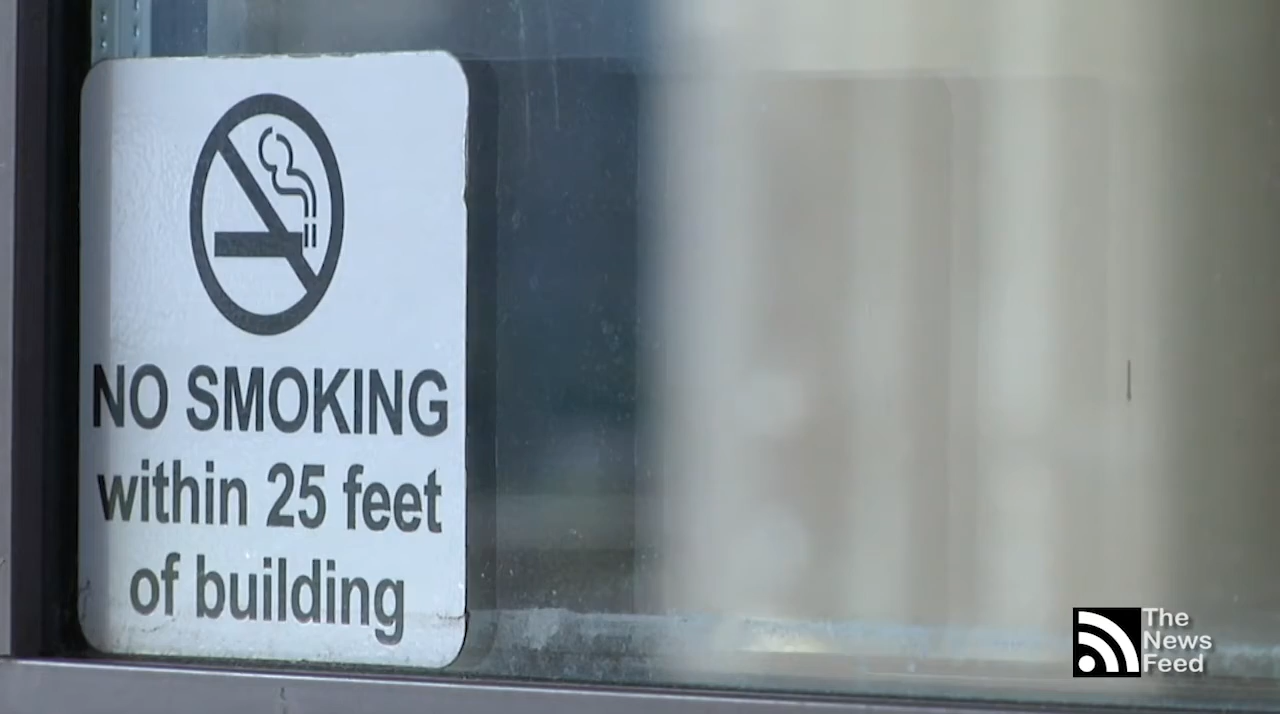 NO SMOKING
within 25 feet
of building
The
News
Feed